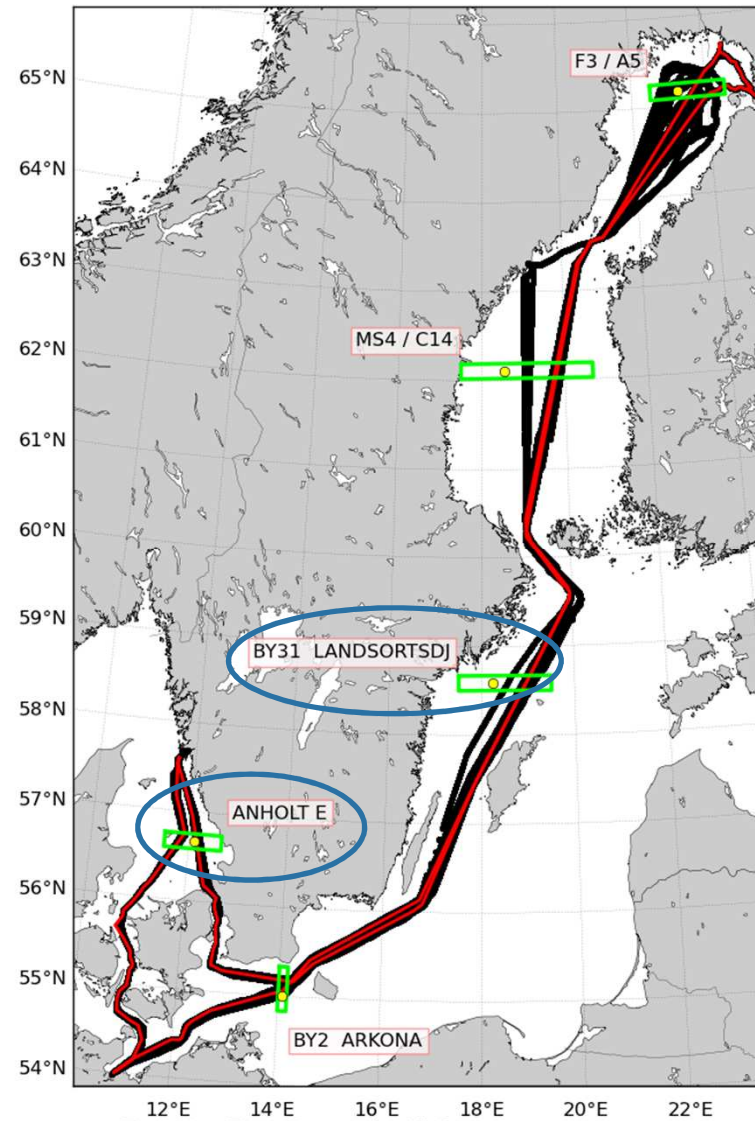 65°N
F3 / A5
64°N
63°N
MS4 / C14
62°N
61°N
60°N
59°N
BY31 LANDSORTSDJ
58°N
57°N
ANHOLT E
56°N
55°N
BY2 ARKONA
54°N
12°E 14°E 16°E 18°E 20°E 22°E